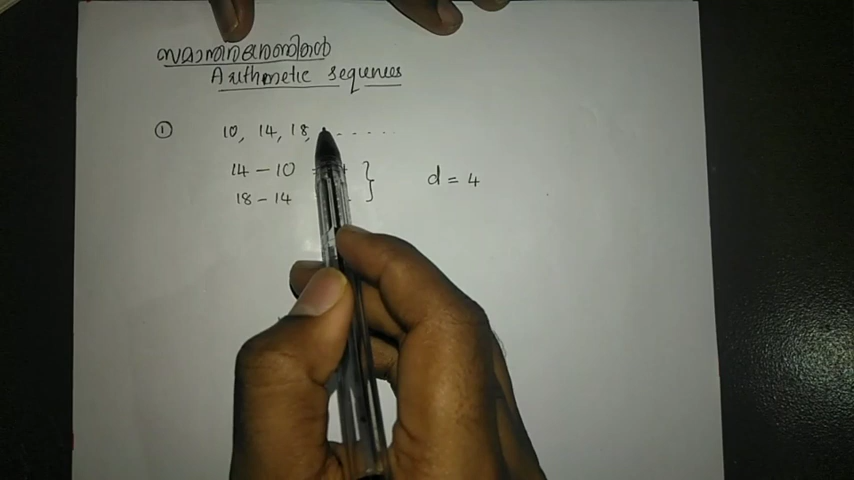 സമാന്തരശ്രേണികൾ
Arithmetic sequences
① 10, 14, 18, . - - - - -
14 - 10 = } d = 4
18 - 14